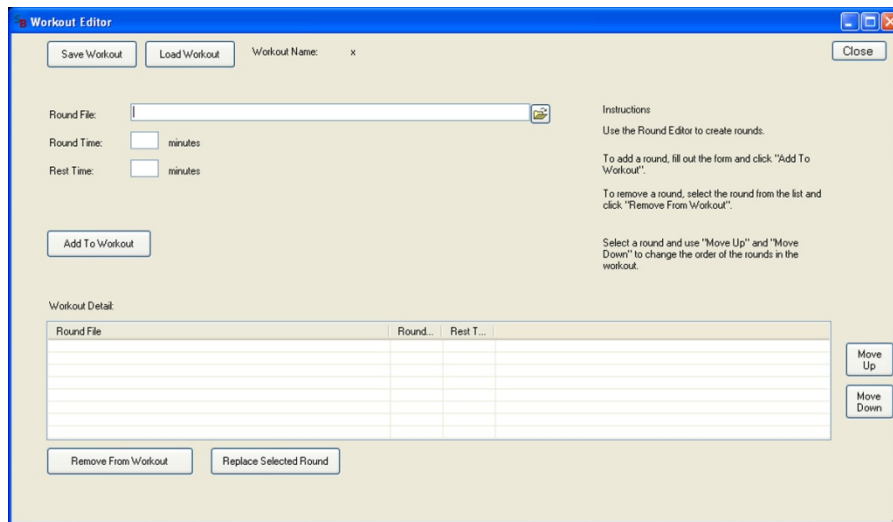 SB Workout Editor
Save Workout Load Workout Workout Name: x Close
Round File:
Round Time: minutes
Rest Time: minutes
Instructions
Use the Round Editor to create rounds.
To add a round, fill out the form and click "Add To
Workout".
To remove a round, select the round from the list and
click "Remove From Workout".
Add To Workout
Select a round and use "Move Up" and "Move
Down" to change the order of the rounds in the
workout.
Workout Detail:
Round File Round... Rest T...
Move
Up
Move
Down
Remove From Workout Replace Selected Round